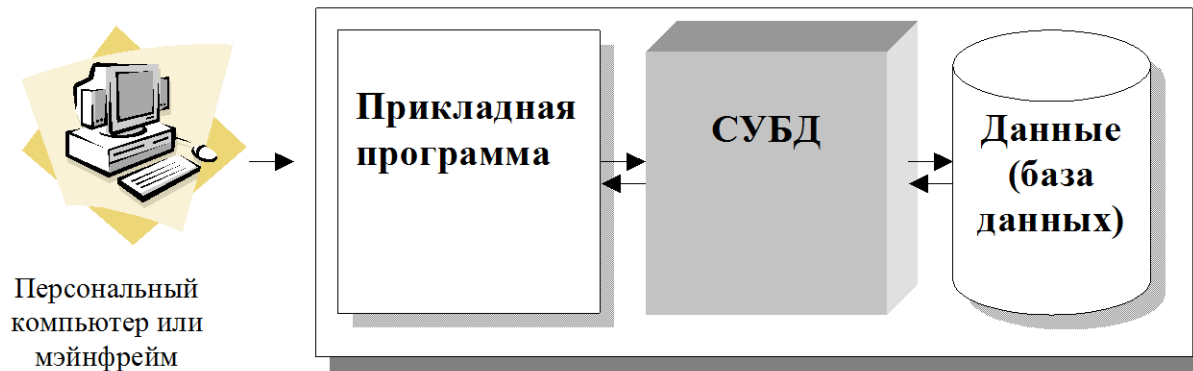 Прикладная
программа
СУБД
Данные
(база
данных)
Персональный
компьютер или
мэйнфрейм